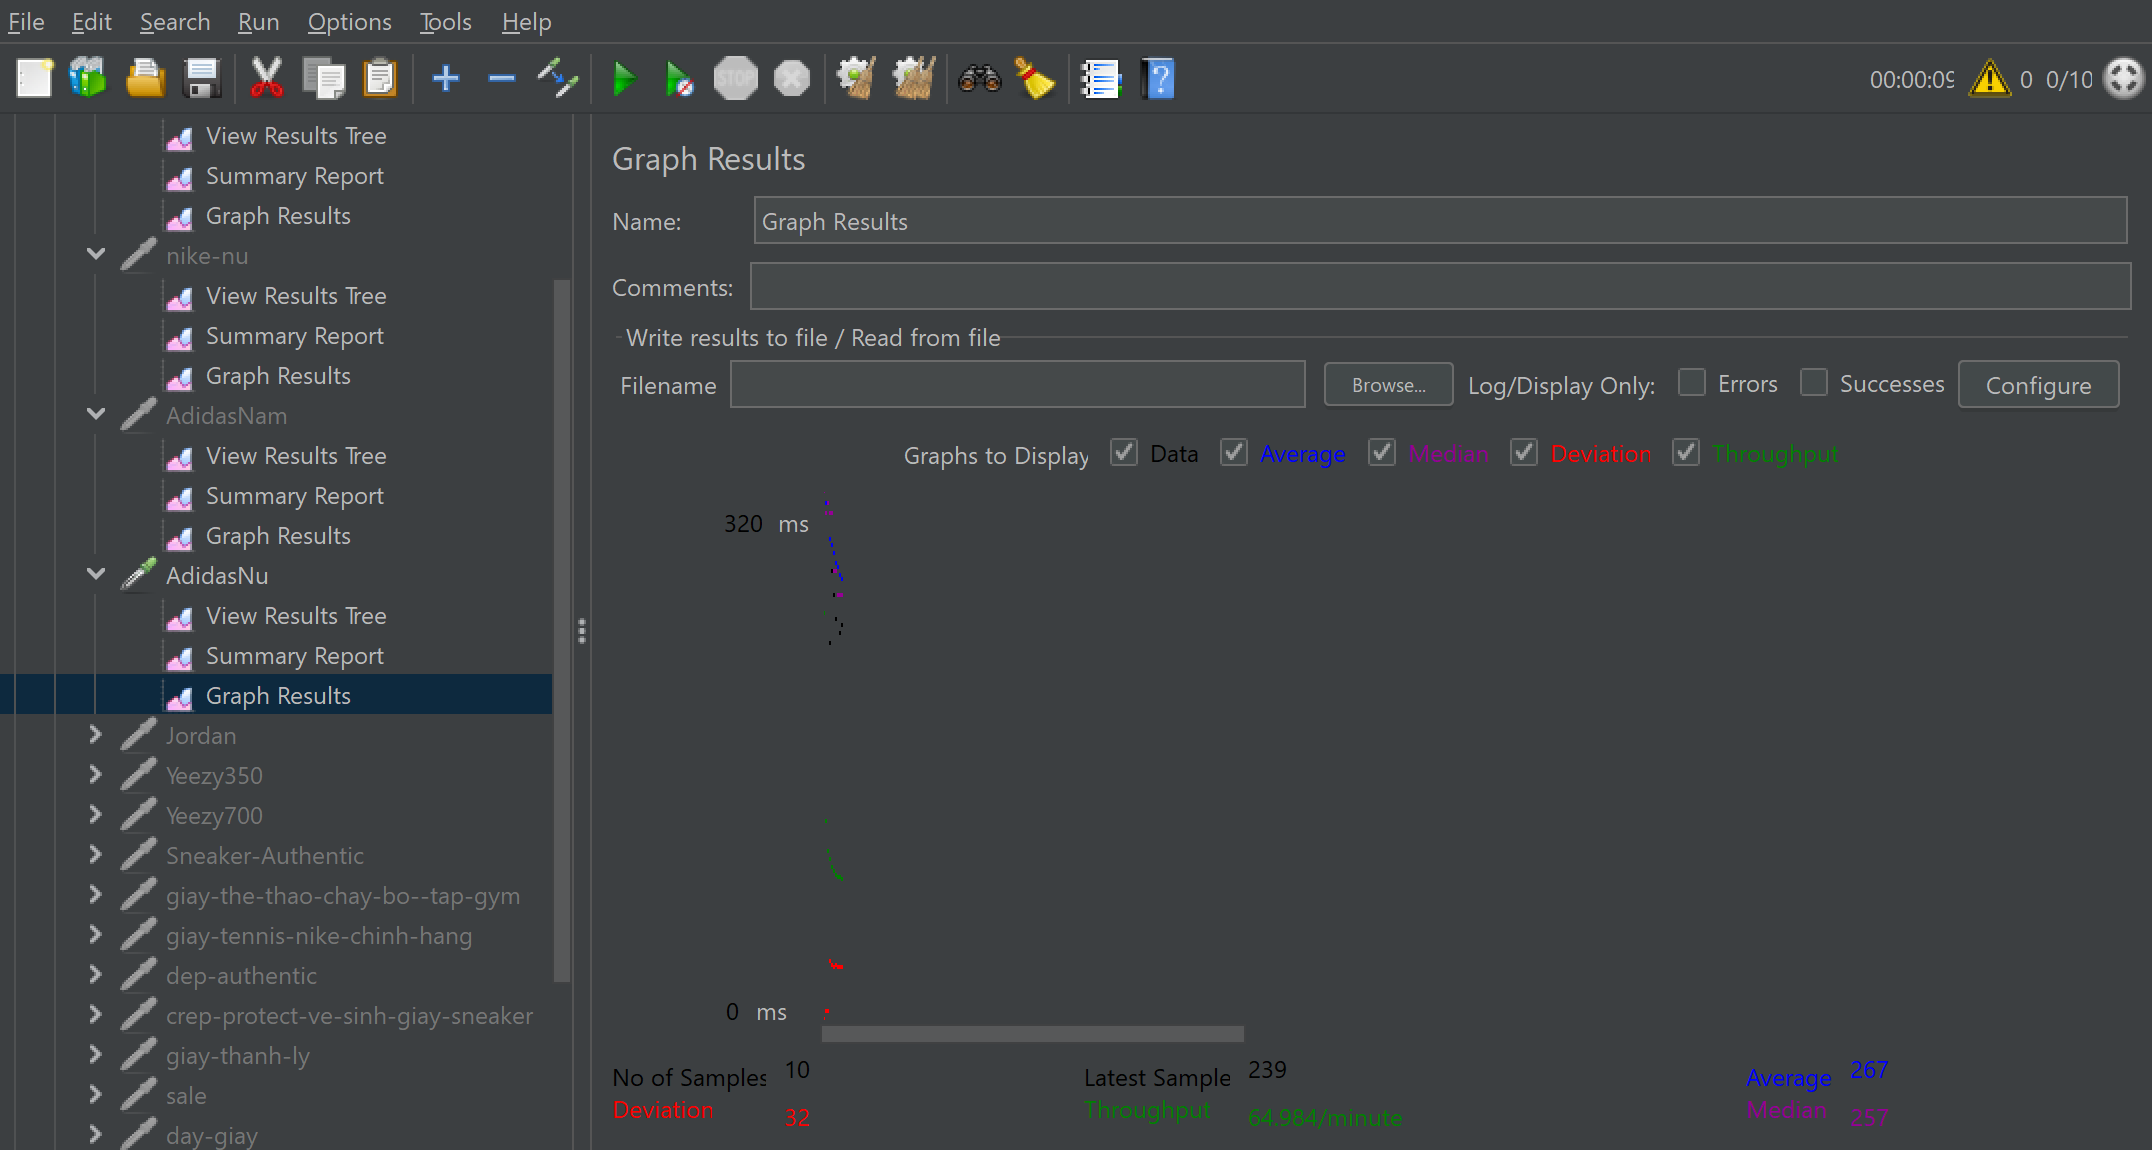 File Edit Search Run Options Tools Help
STOP 00:00:09 0 0/10
View Results Tree
Summary Report
Graph Results
nike-nu
View Results Tree
Summary Report
Graph Results
AdidasNam
View Results Tree
Summary Report
Graph Results
AdidasNu
View Results Tree
Summary Report
Graph Results
Jordan
Yeezy350
Yeezy700
Sneaker-Authentic
giay-the-thao-chay-bo--tap-gym
giay-tennis-nike-chinh-hang
dep-authentic
crep-protect-ve-sinh-giay-sneaker
giay-thanh-ly
sale
day-giay
Graph Results
Name: Graph Results
Comments:
Write results to file / Read from file
Filename Browse... Log/Display Only: Errors Successes Configure
Graphs to Display Data Average Median Deviation Throughput
320 ms
0 ms
No of Samples 10 Latest Sample 239 Average 267
Deviation 32 Throughput 64.984/minute Median 257